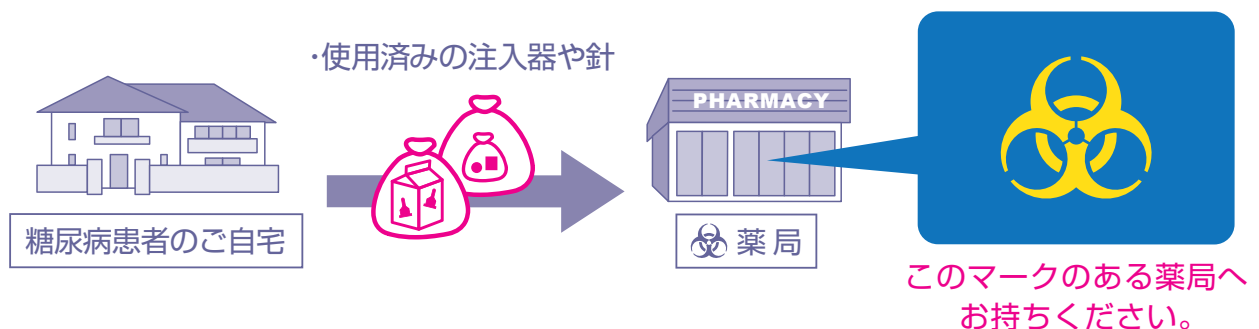 ・使用済みの注入器や針
PHARMACY
糖尿病患者のご自宅
薬局
このマークのある薬局へ
お持ちください。